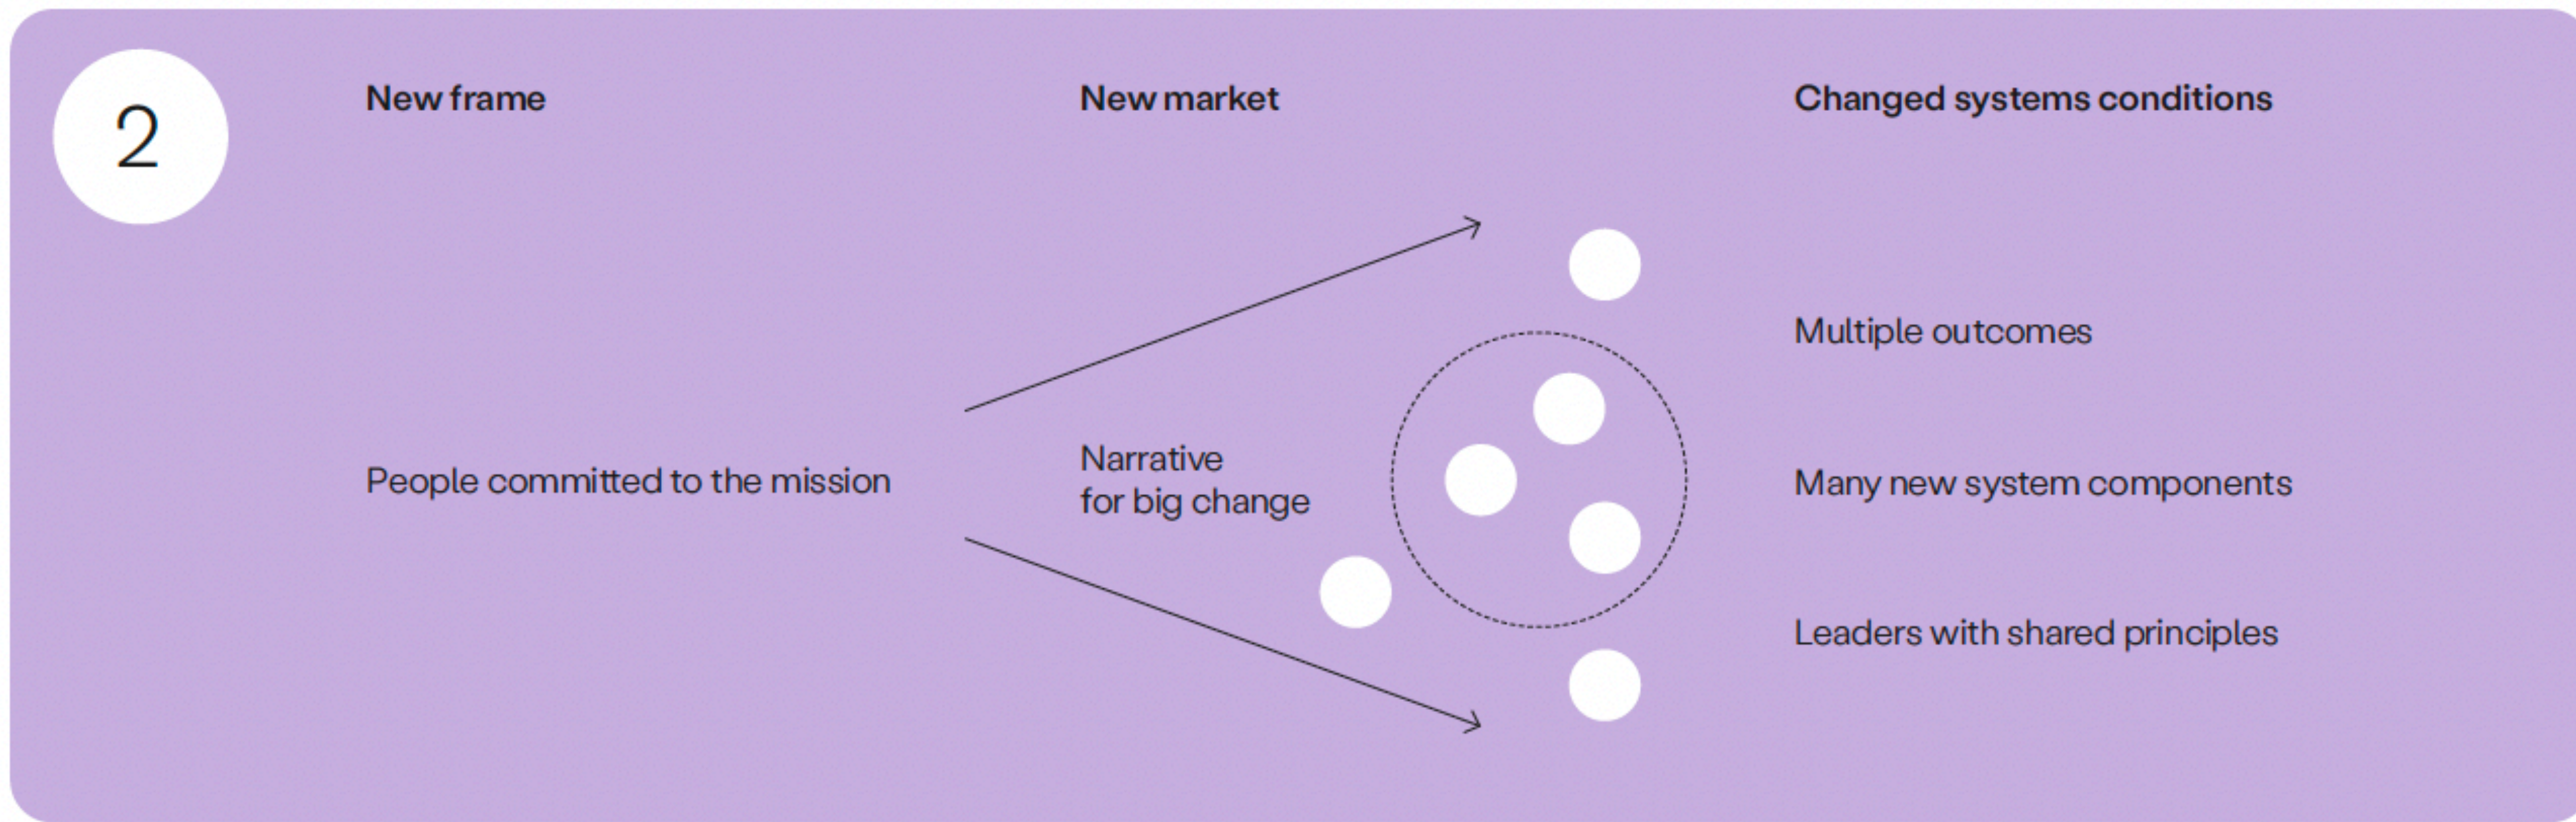 2
New frame
New market
Changed systems conditions
People committed to the mission
Narrative
for big change
Multiple outcomes
Many new system components
Leaders with shared principles